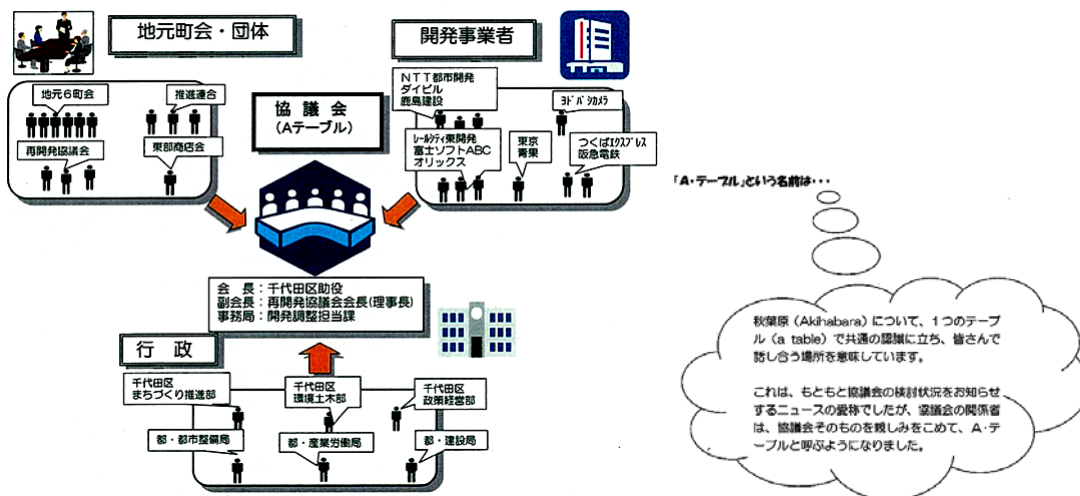 地元町会・団体
地元6町会
推進連合
再開発協議会
東部商店会
協議会
(Aテーブル)
開発事業者
NTT都市開発
ダイビル
鹿島建設
ヨドバシカメラ
レールシティ東開発
富士ソフトABC
オリックス
東京
青果
つくばエクスプレス
阪急電鉄
会　長：千代田区助役
副会長：再開発協議会会長(理事長)
事務局：開発調整担当課
行　政
千代田区
まちづくり推進部
千代田区
環境土木部
千代田区
政策経営部
都・都市整備局
都・産業労働局
都・建設局
「A・テーブル」という名前は・・・
秋葉原（Akihabara）について、1つのテーブ
ル（a table）で共通の認識に立ち、皆さんで
話し合う場所を意味しています。
これは、もともと協議会の検討状況をお知らせ
するニュースの愛称でしたが、協議会の関係者
は、協議会そのものを親しみをこめて、A・テ
ーブルと呼ぶようになりました。